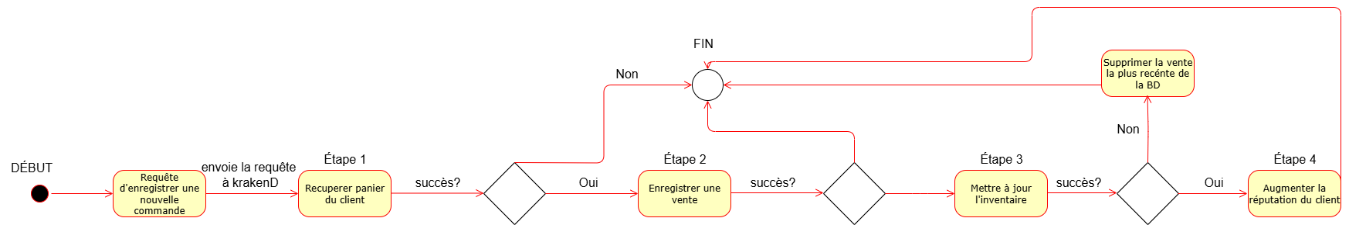 DÉBUT
Requête
d'enregistrer une
nouvelle
commande
envoie la requête
à krakenD
Étape 1
Recuperer panier
du client
succès?
Non
Oui
FIN
Étape 2
Enregistrer une
vente
succès?
Étape 3
Mettre à jour
l'inventaire
succès?
Non
Supprimer la vente
la plus recénte de
la BD
Oui
Étape 4
Augmenter la
réputation du client